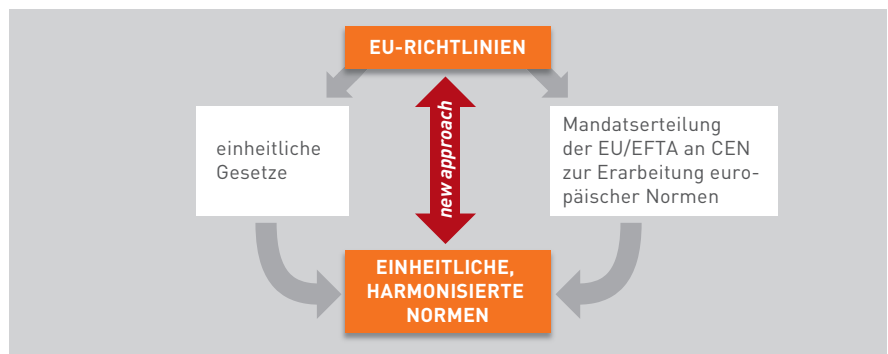 EU-RICHTLINIEN
einheitliche
Gesetze
new approach
Mandatserteilung
der EU/EFTA an CEN
zur Erarbeitung euro-
päischer Normen
EINHEITLICHE,
HARMONISIERTE
NORMEN